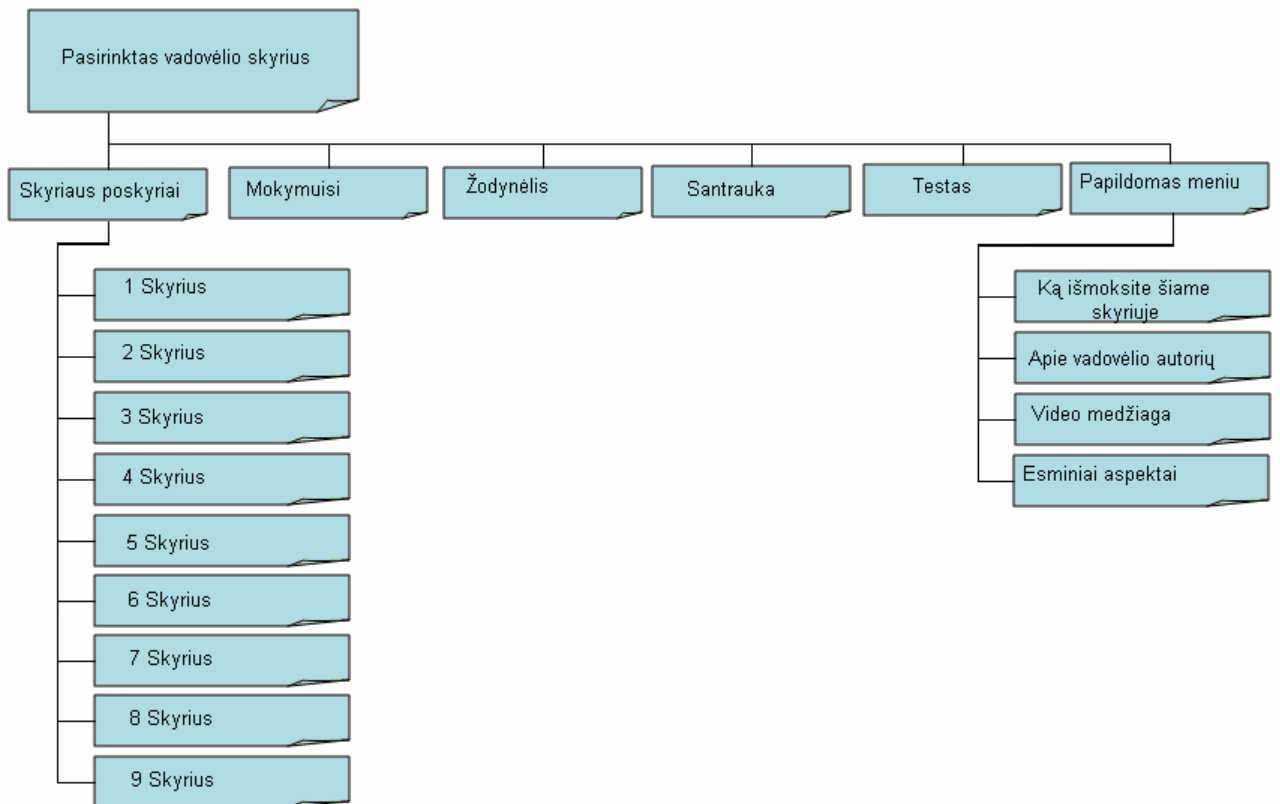 Pasirinktas vadovėlio skyrius
Skyriaus poskyriai
Mokymuisi
Žodynėlis
Santrauka
Testas
Papildomas meniu
1 Skyrius
2 Skyrius
3 Skyrius
4 Skyrius
5 Skyrius
6 Skyrius
7 Skyrius
8 Skyrius
9 Skyrius
Ką išmoksite šiame
skyriuje
Apie vadovėlio autorių
Video medžiaga
Esminiai aspektai